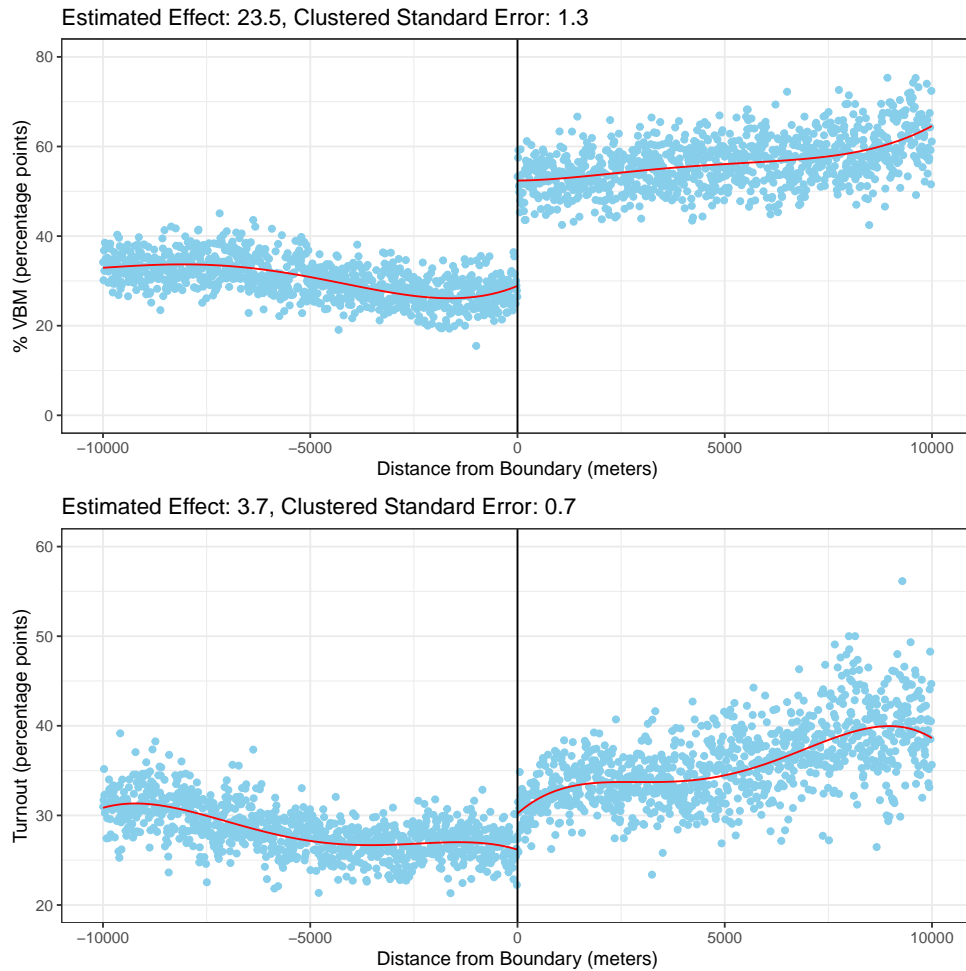 Estimated Effect: 23.5, Clustered Standard Error: 1.3
80
60
40
20
0
% VBM (percentage points)
−10000 −5000 0 5000 10000
Distance from Boundary (meters)
Estimated Effect: 3.7, Clustered Standard Error: 0.7
60
50
40
30
20
Turnout (percentage points)
−10000 −5000 0 5000 10000
Distance from Boundary (meters)